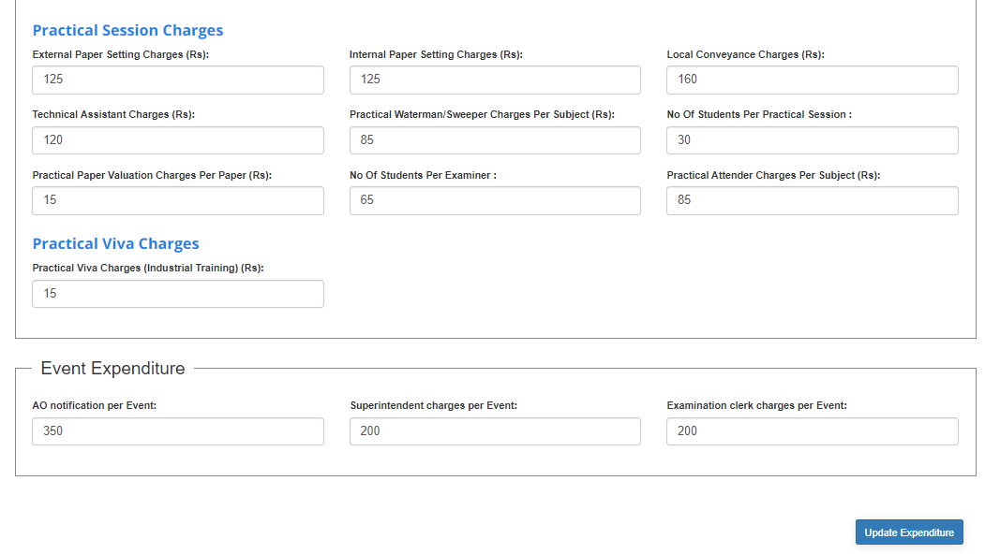 Practical Session Charges
External Paper Setting Charges (Rs): Internal Paper Setting Charges (Rs): Local Conveyance Charges (Rs):
125 125 160
Technical Assistant Charges (Rs): Practical Waterman/Sweeper Charges Per Subject (Rs): No Of Students Per Practical Session :
120 85 30
Practical Paper Valuation Charges Per Paper (Rs): No Of Students Per Examiner : Practical Attender Charges Per Subject (Rs):
15 65 85
Practical Viva Charges
Practical Viva Charges (Industrial Training) (Rs):
15
Event Expenditure
AO notification per Event: Superintendent charges per Event: Examination clerk charges per Event:
350 200 200
Update Expenditure